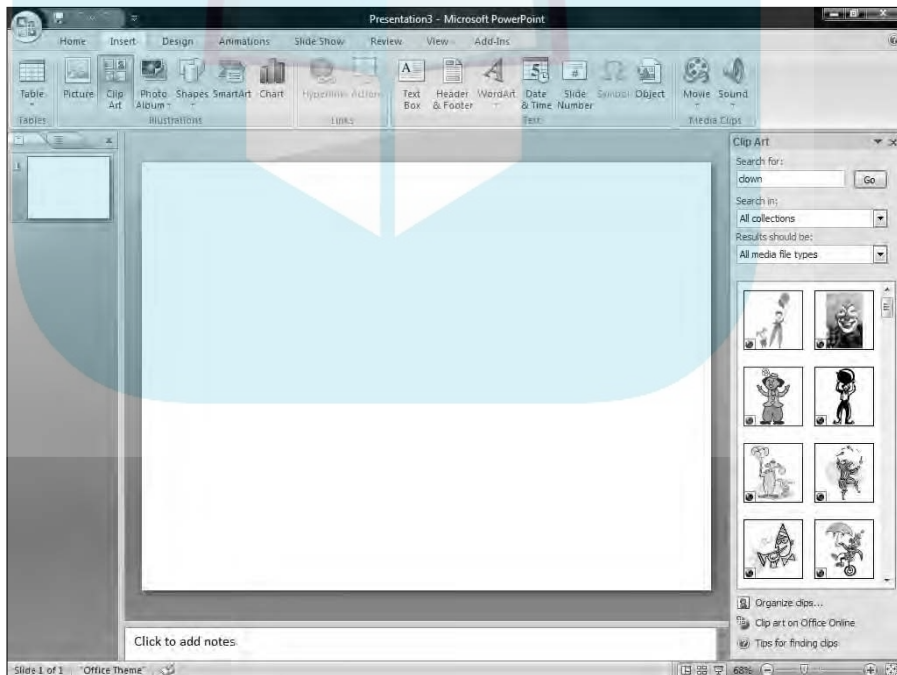 Presentation3 - Microsoft PowerPoint
Home Insert Design Animations Slide Show Review View Add-Ins
Table Picture Clip Art Photo Album Shapes SmartArt Chart Hyperlink Action Text Box Header & Footer WordArt Date & Time Slide Number Symbol Object Movie Sound
Tables Illustrations Links Text Media Clips
Clip Art
Search for:
clown Go
Search in:
All collections
Results should be:
All media file types
1
Organize clips...
Clip art on Office Online
Tips for finding clips
Click to add notes
Slide 1 of 1 "Office Theme" 68%